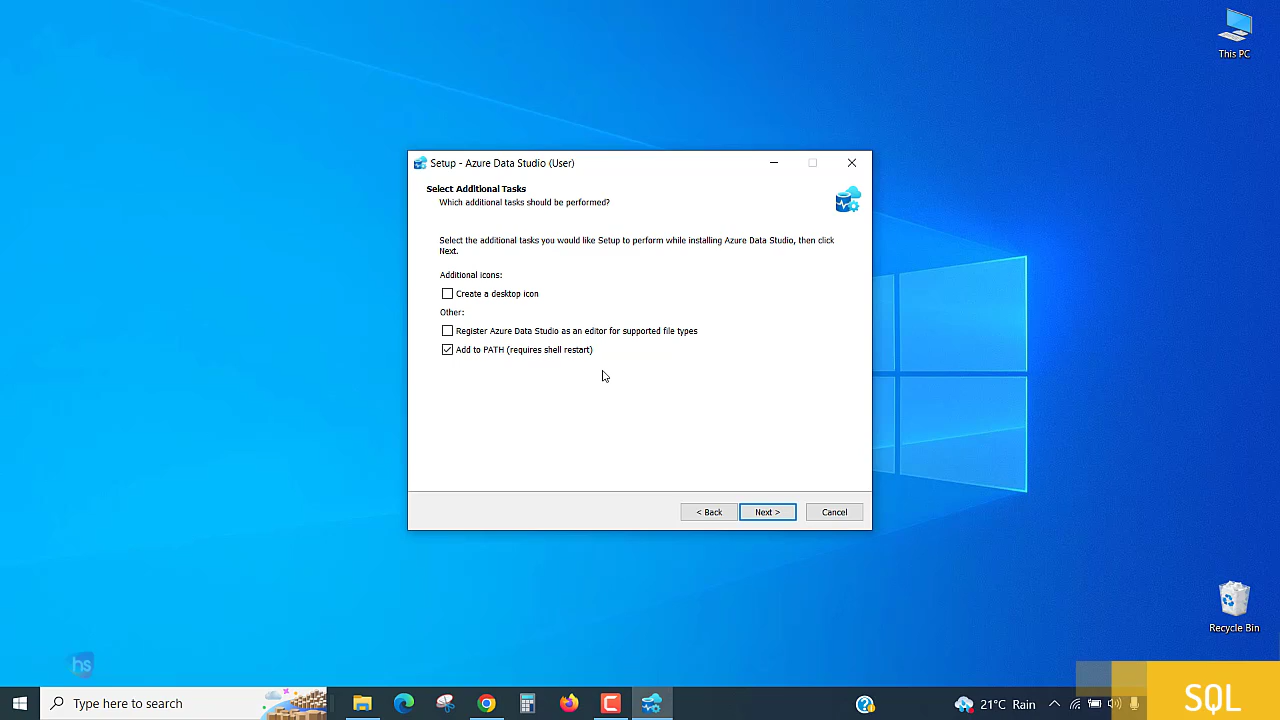 This PC
Setup - Azure Data Studio (User)
Select Additional Tasks
Which additional tasks should be performed?
Select the additional tasks you would like Setup to perform while installing Azure Data Studio, then click
Next.
Additional icons:
Create a desktop icon
Other:
Register Azure Data Studio as an editor for supported file types
Add to PATH (requires shell restart)
< Back
Next >
Cancel
Recycle Bin
hs
Type here to search
21°C Rain
SQL